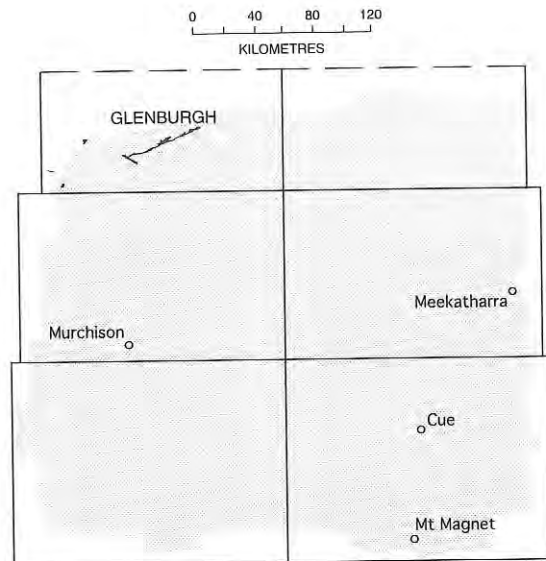 0 40 80 120
KILOMETRES
GLENBURGH
Meekatharra
Murchison
Cue
Mt Magnet